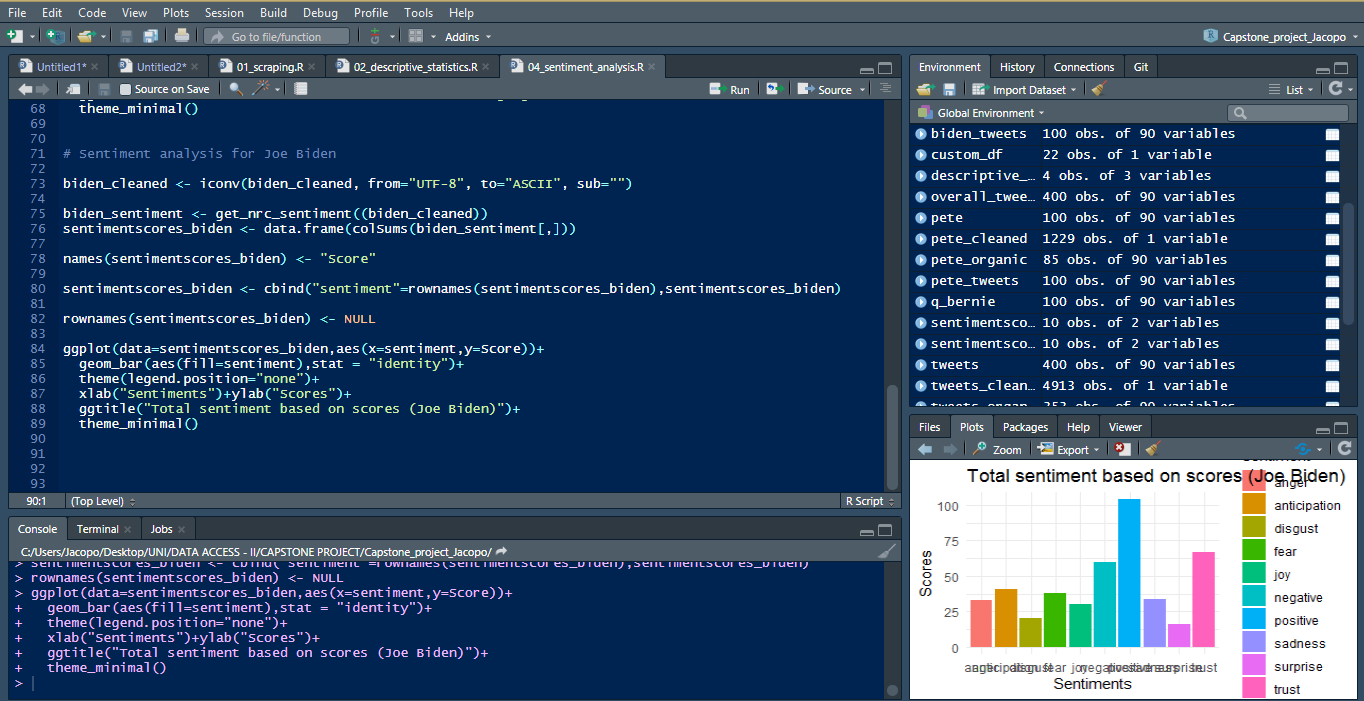 File Edit Code View Plots Session Build Debug Profile Tools Help
Go to file/function Addins Capstone_project_Jacopo
Untitled1* Untitled2* 01_scraping.R 02_descriptive_statistics.R 04_sentiment_analysis.R
Source on Save Run Source
68 theme_minimal()
69
70
71 # Sentiment analysis for Joe Biden
72
73 biden_cleaned <- iconv(biden_cleaned, from="UTF-8", to="ASCII", sub="")
74
75 biden_sentiment <- get_nrc_sentiment((biden_cleaned))
76 sentimentscores_biden <- data.frame(colSums(biden_sentiment[,]))
77
78 names(sentimentscores_biden) <- "Score"
79
80 sentimentscores_biden <- cbind("sentiment"=rownames(sentimentscores_biden),sentimentscores_biden)
81
82 rownames(sentimentscores_biden) <- NULL
83
84 ggplot(data=sentimentscores_biden,aes(x=sentiment,y=Score))+
85 geom_bar(aes(fill=sentiment),stat = "identity")+
86 theme(legend.position="none")+
87 xlab("Sentiments")+ylab("Scores")+
88 ggtitle("Total sentiment based on scores (Joe Biden)")+
89 theme_minimal()
90
91
92
93
90:1 (Top Level) R Script
Console Terminal Jobs
C:/Users/Jacopo/Desktop/UNI/DATA ACCESS - II/CAPSTONE PROJECT/Capstone_project_Jacopo/
> sentimentscores_biden <- cbind("sentiment"=rownames(sentimentscores_biden),sentimentscores_biden)
> rownames(sentimentscores_biden) <- NULL
> ggplot(data=sentimentscores_biden,aes(x=sentiment,y=Score))+
+ geom_bar(aes(fill=sentiment),stat = "identity")+
+ theme(legend.position="none")+
+ xlab("Sentiments")+ylab("Scores")+
+ ggtitle("Total sentiment based on scores (Joe Biden)")+
+ theme_minimal()
>
Environment History Connections Git
Import Dataset List
Global Environment
biden_tweets 100 obs. of 90 variables
custom_df 22 obs. of 1 variable
descriptive_… 4 obs. of 3 variables
overall_twee… 400 obs. of 90 variables
pete 100 obs. of 90 variables
pete_cleaned 1229 obs. of 1 variable
pete_organic 85 obs. of 90 variables
pete_tweets 100 obs. of 90 variables
q_bernie 100 obs. of 90 variables
sentimentsco… 10 obs. of 2 variables
sentimentsco… 10 obs. of 2 variables
tweets 400 obs. of 90 variables
tweets_clean… 4913 obs. of 1 variable
Files Plots Packages Help Viewer
Zoom Export
Total sentiment based on scores (Joe Biden)
Scores
100
75
50
25
0
anger anticipation disgust fear joy negative positive sadness surprise trust
Sentiments
anger
anticipation
disgust
fear
joy
negative
positive
sadness
surprise
trust